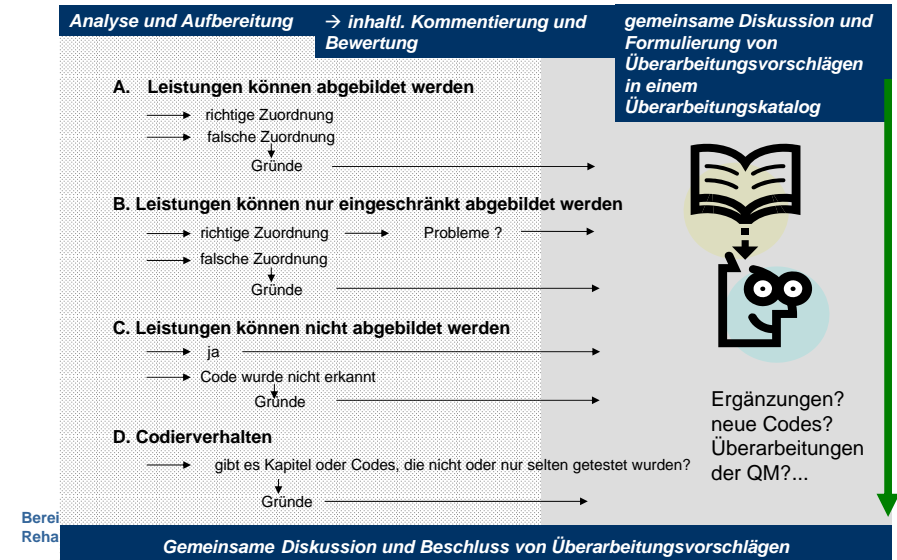 Analyse und Aufbereitung
→ inhaltl. Kommentierung und
Bewertung
gemeinsame Diskussion und
Formulierung von
Überarbeitungsvorschlägen
in einem
Überarbeitungskatalog
A. Leistungen können abgebildet werden
richtige Zuordnung
falsche Zuordnung
Gründe
B. Leistungen können nur eingeschränkt abgebildet werden
richtige Zuordnung
Probleme ?
falsche Zuordnung
Gründe
C. Leistungen können nicht abgebildet werden
ja
Code wurde nicht erkannt
Gründe
D. Codierverhalten
gibt es Kapitel oder Codes, die nicht oder nur selten getestet wurden?
Gründe
Ergänzungen?
neue Codes?
Überarbeitungen
der QM?...
Berei
Reha
Gemeinsame Diskussion und Beschluss von Überarbeitungsvorschlägen